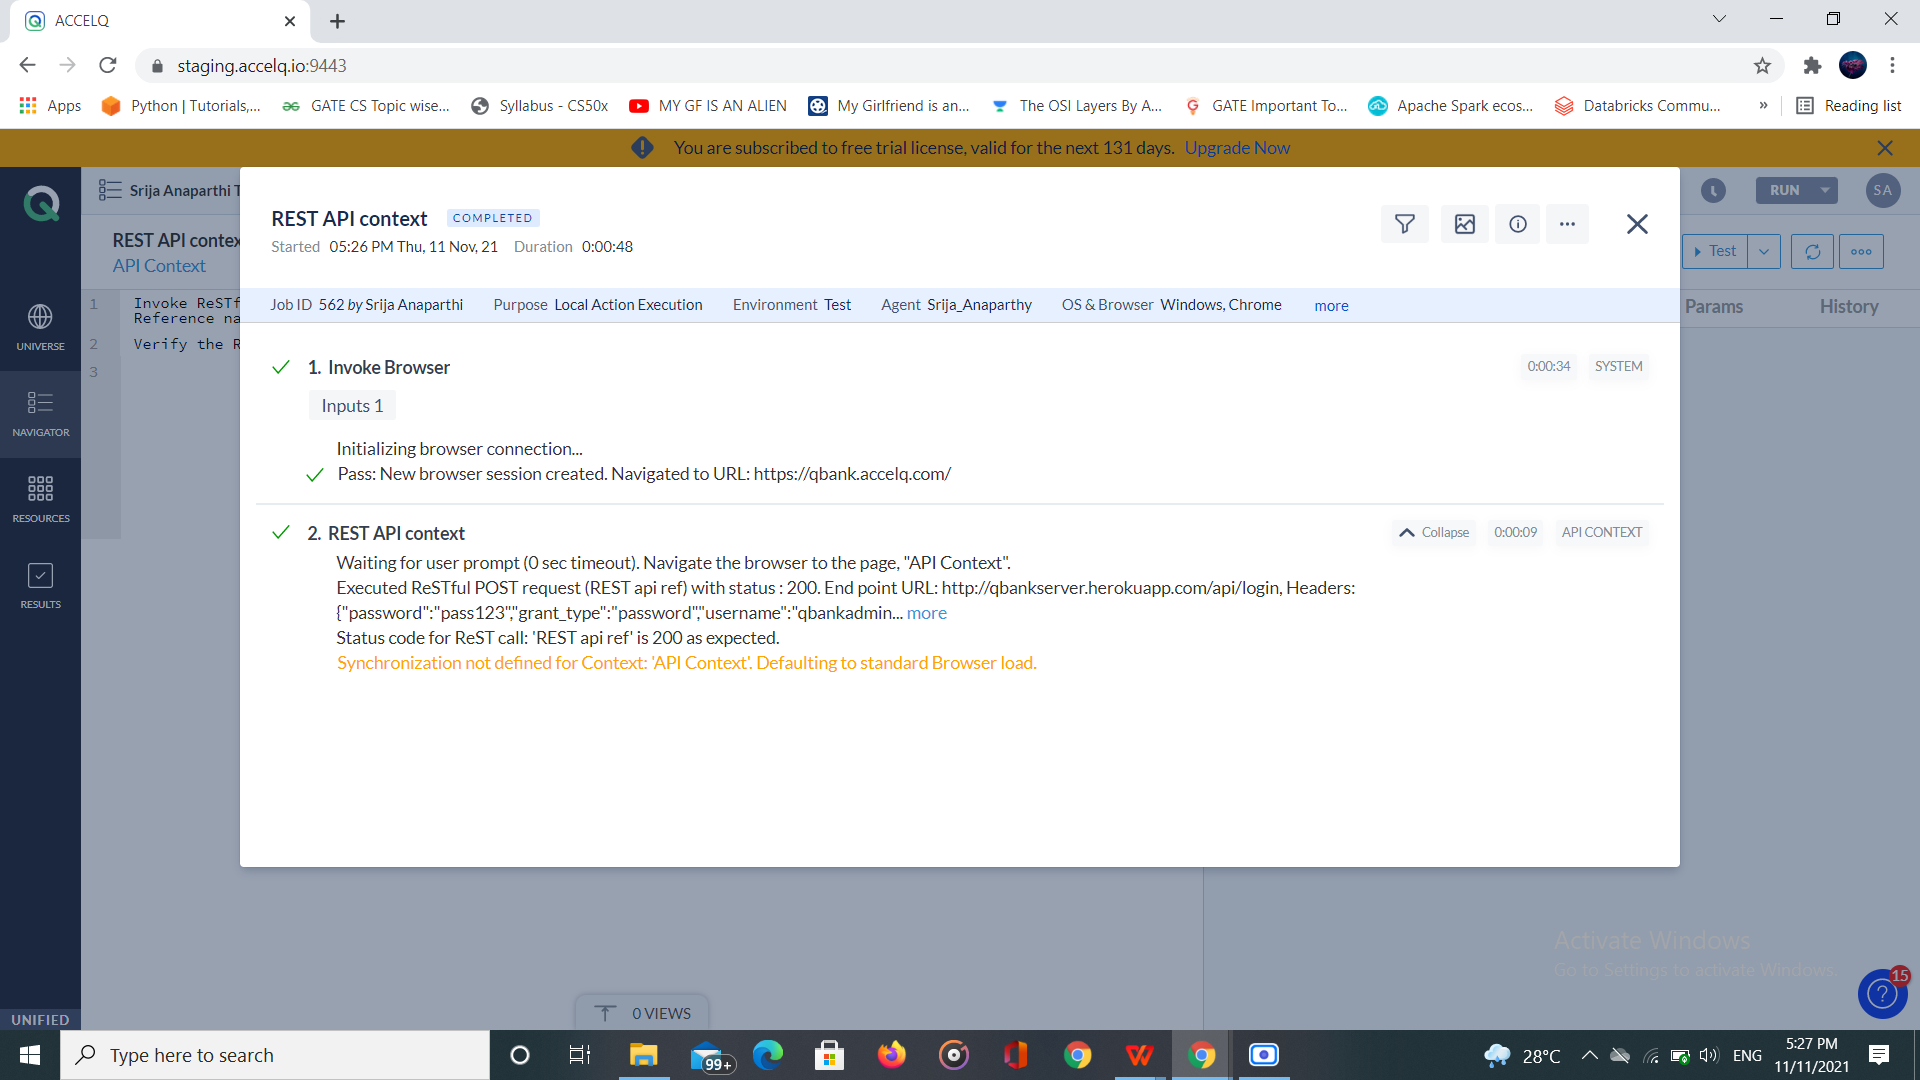 ACCELQ
staging.accelq.io:9443
Apps
Python | Tutorials,...
GATE CS Topic wise...
Syllabus - CS50x
MY GF IS AN ALIEN
My Girlfriend is an...
The OSI Layers By A...
GATE Important To...
Apache Spark ecos...
Databricks Commu...
»
Reading list
You are subscribed to free trial license, valid for the next 131 days. Upgrade Now
Srija Anaparthi T
RUN
SA
REST API contex
API Context
Test
Params
History
1 Invoke ReSTf
Reference na
2 Verify the R
3
UNIVERSE
NAVIGATOR
RESOURCES
RESULTS
UNIFIED
REST API context COMPLETED
Started 05:26 PM Thu, 11 Nov, 21 Duration 0:00:48
Job ID 562 by Srija Anaparthi Purpose Local Action Execution Environment Test Agent Srija_Anaparthy OS & Browser Windows, Chrome more
1. Invoke Browser 0:00:34 SYSTEM
Inputs 1
Initializing browser connection...
Pass: New browser session created. Navigated to URL: https://qbank.accelq.com/
2. REST API context Collapse 0:00:09 API CONTEXT
Waiting for user prompt (0 sec timeout). Navigate the browser to the page, "API Context".
Executed ReSTful POST request (REST api ref) with status : 200. End point URL: http://qbankserver.herokuapp.com/api/login, Headers:
{"password":"pass123","grant_type":"password","username":"qbankadmin... more
Status code for ReST call: 'REST api ref' is 200 as expected.
Synchronization not defined for Context: 'API Context'. Defaulting to standard Browser load.
Activate Windows
Go to Settings to activate Windows.
15
0 VIEWS
Type here to search
99+
28°C
ENG
5:27 PM
11/11/2021